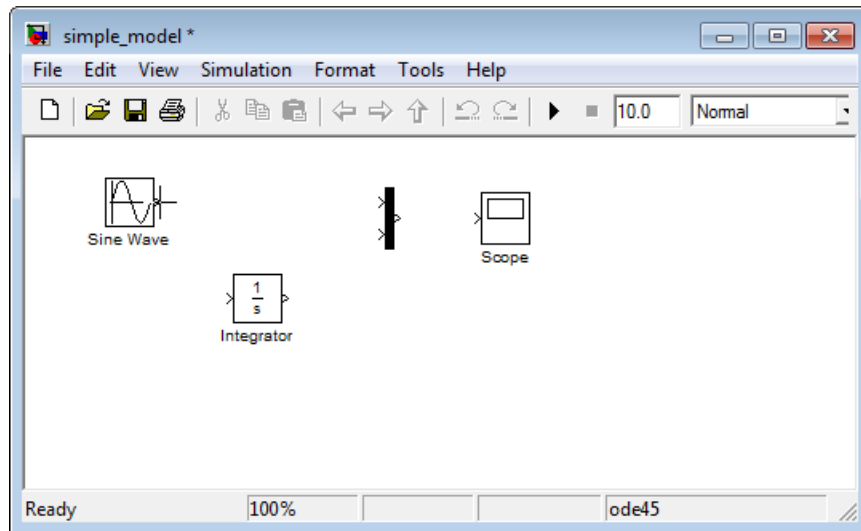 simple_model *
File Edit View Simulation Format Tools Help
10.0 Normal
Sine Wave
Scope
1
s
Integrator
Ready 100% ode45